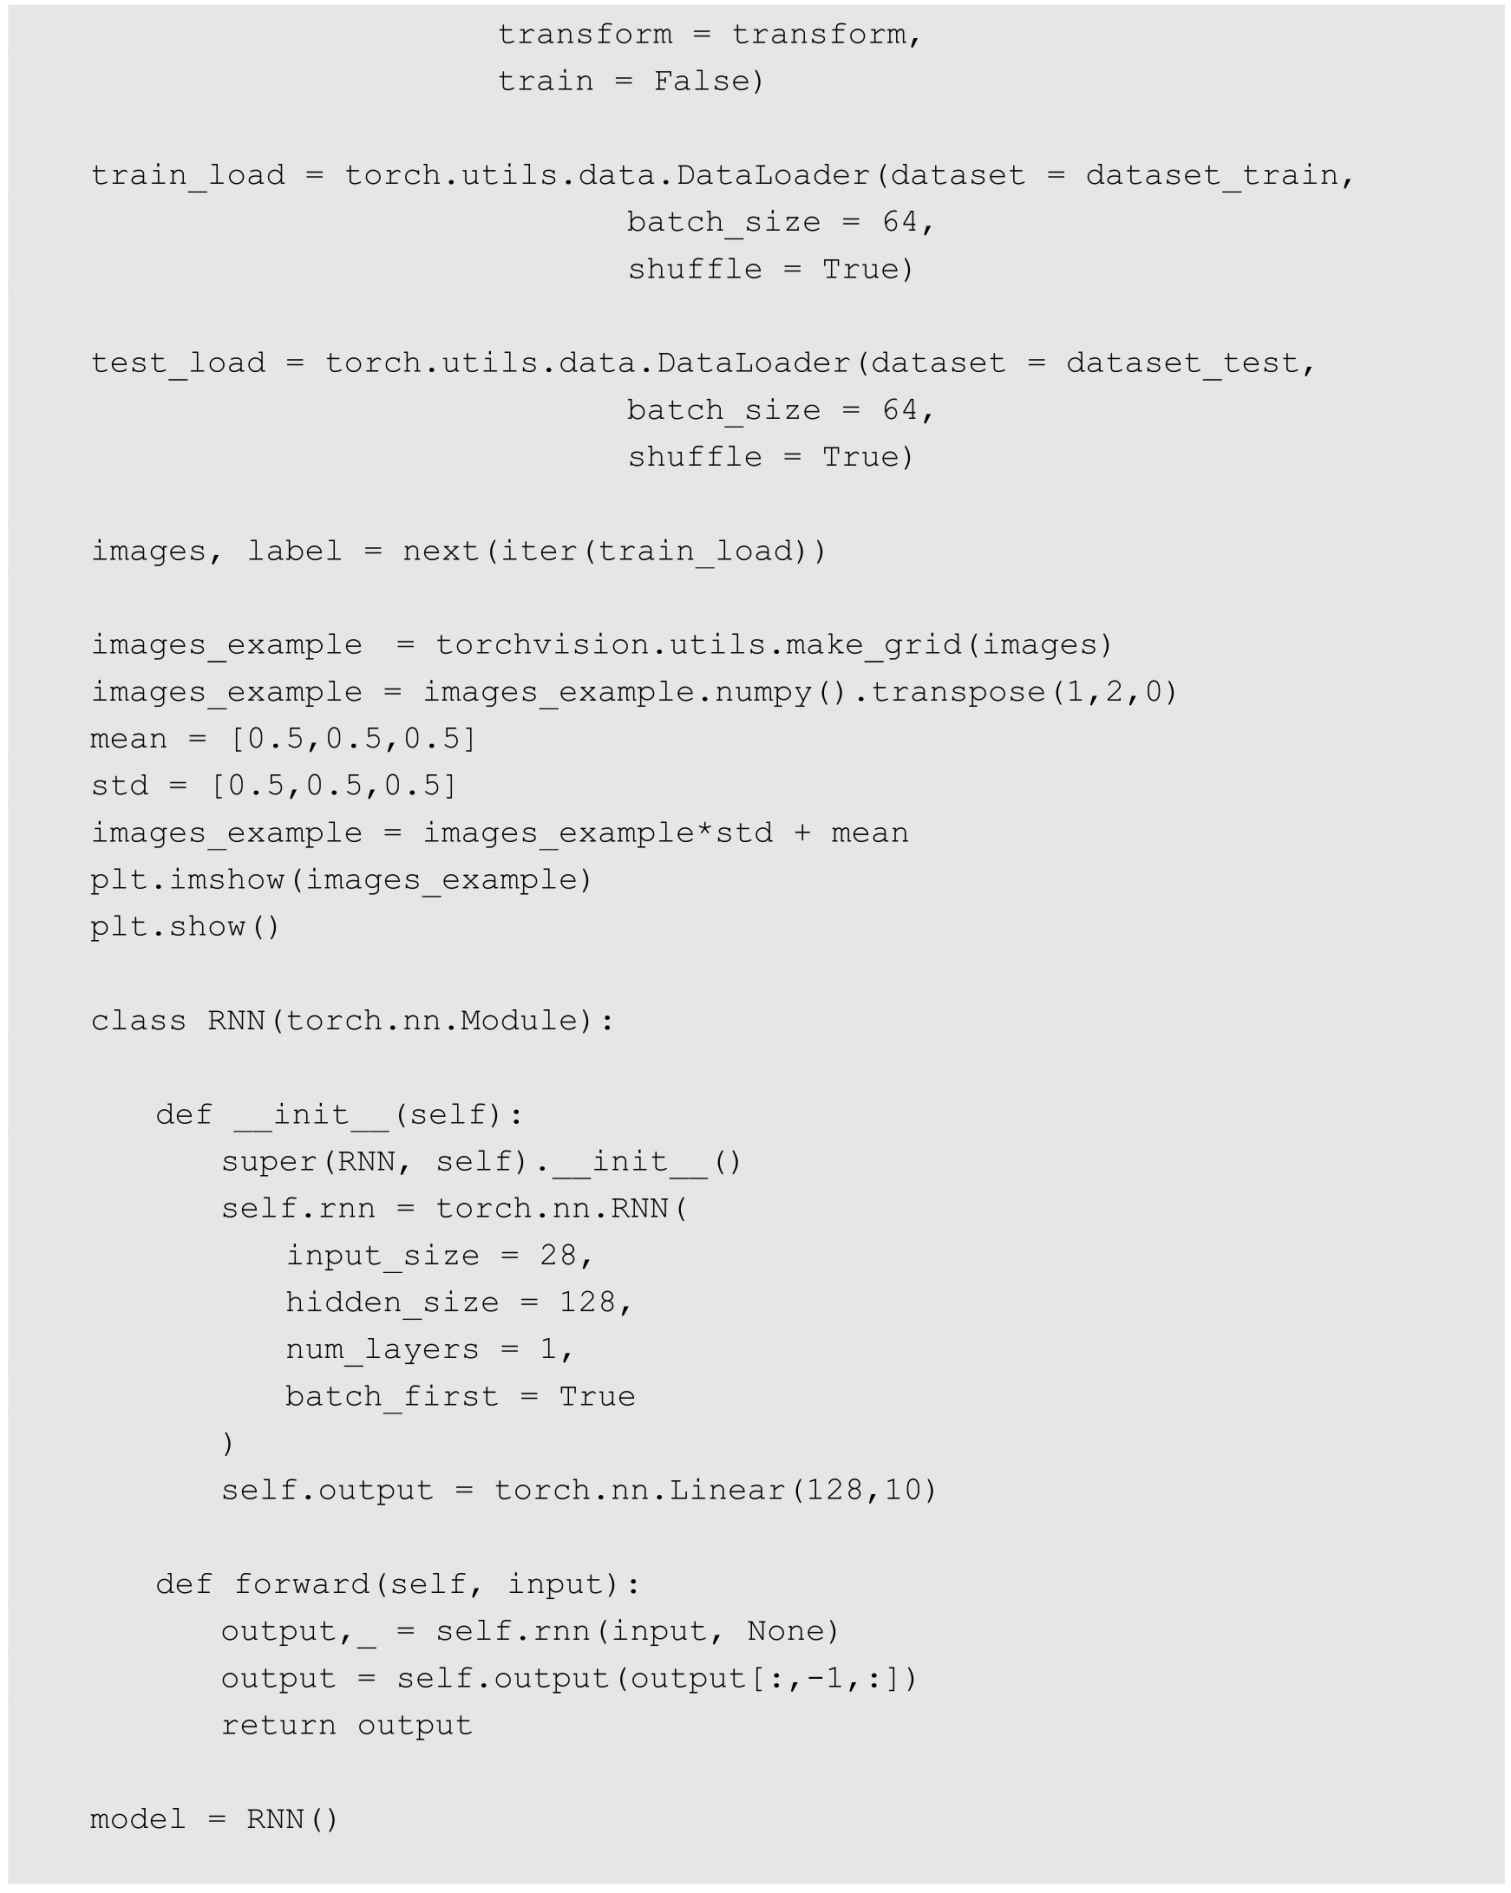 transform = transform,
train = False)
train_load = torch.utils.data.DataLoader(dataset = dataset_train,
batch_size = 64,
shuffle = True)
test_load = torch.utils.data.DataLoader(dataset = dataset_test,
batch_size = 64,
shuffle = True)
images, label = next(iter(train_load))
images_example  = torchvision.utils.make_grid(images)
images_example = images_example.numpy().transpose(1,2,0)
mean = [0.5,0.5,0.5]
std = [0.5,0.5,0.5]
images_example = images_example*std + mean
plt.imshow(images_example)
plt.show()
class RNN(torch.nn.Module):
def __init__(self):
super(RNN, self).__init__()
self.rnn = torch.nn.RNN(
input_size = 28,
hidden_size = 128,
num_layers = 1,
batch_first = True
)
self.output = torch.nn.Linear(128,10)
def forward(self, input):
output,_ = self.rnn(input, None)
output = self.output(output[:,-1,:])
return output
model = RNN()